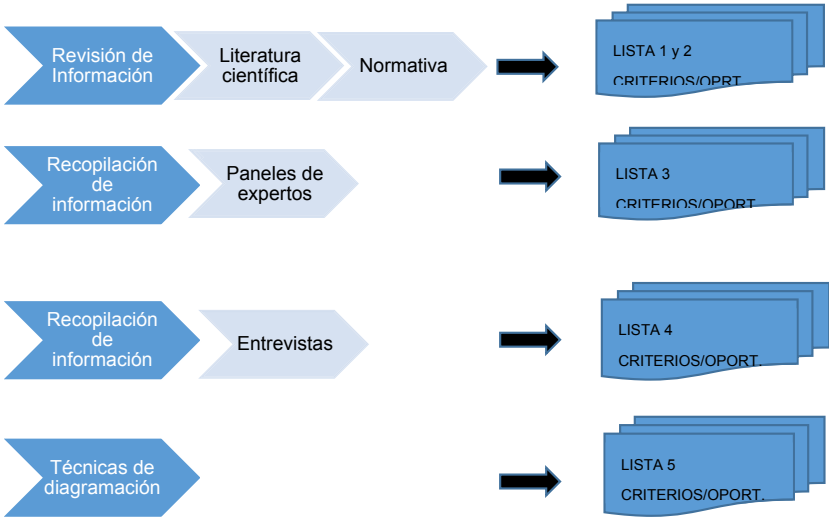 Revisión de
Información
Literatura
científica
Normativa
LISTA 1 y 2
CRITERIOS/OPRT.
Recopilación
de
información
Paneles de
expertos
LISTA 3
CRITERIOS/OPORT.
Recopilación
de
información
Entrevistas
LISTA 4
CRITERIOS/OPORT.
Técnicas de
diagramación
LISTA 5
CRITERIOS/OPORT.